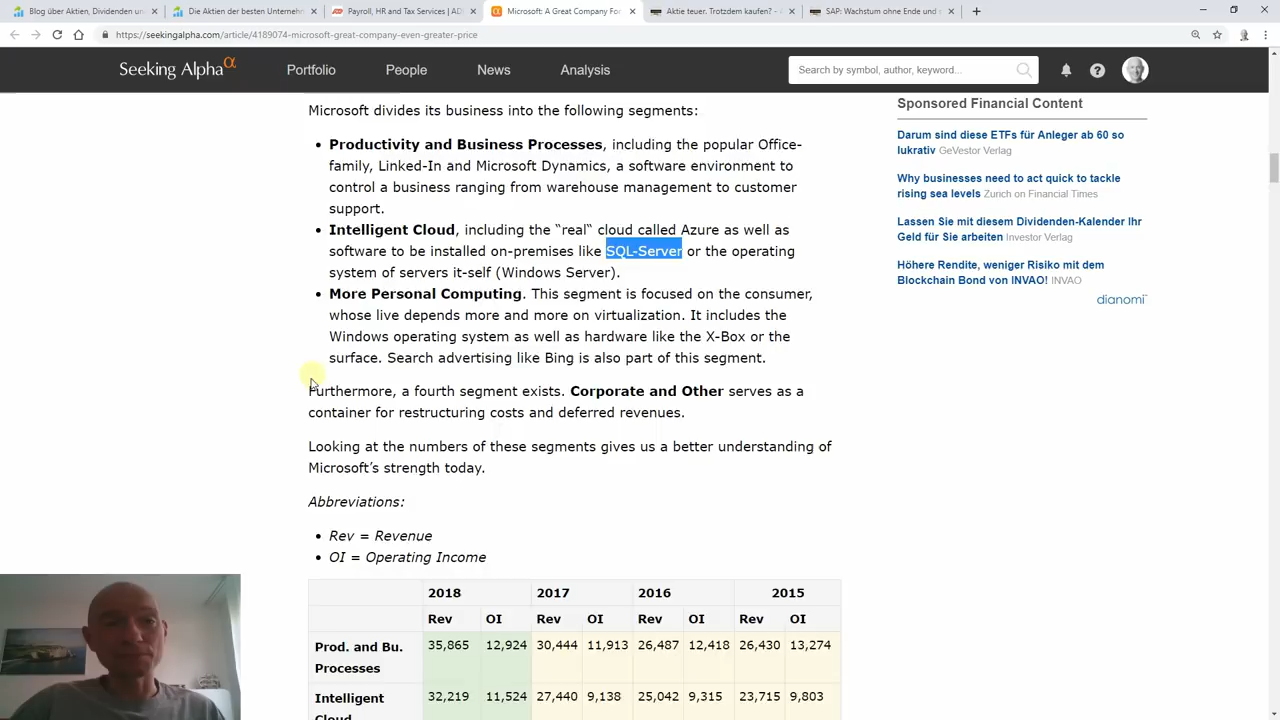 Blog über Aktien, Dividenden un
Die Aktien der besten Unternehm
Payroll, HR and Tax Services | AD
Microsoft: A Great Company For
Aktie teuer. Trotzdem kaufen? -
SAP: Wachstum ohne Ende und s
https://seekingalpha.com/article/4189074-microsoft-great-company-even-greater-price
Seeking Alpha α
Portfolio
People
News
Analysis
Search by symbol, author, keyword...
Microsoft divides its business into the following segments:
• Productivity and Business Processes, including the popular Office-
family, Linked-In and Microsoft Dynamics, a software environment to
control a business ranging from warehouse management to customer
support.
• Intelligent Cloud, including the "real" cloud called Azure as well as
software to be installed on-premises like SQL-Server or the operating
system of servers it-self (Windows Server).
• More Personal Computing. This segment is focused on the consumer,
whose live depends more and more on virtualization. It includes the
Windows operating system as well as hardware like the X-Box or the
surface. Search advertising like Bing is also part of this segment.
Furthermore, a fourth segment exists. Corporate and Other serves as a
container for restructuring costs and deferred revenues.
Looking at the numbers of these segments gives us a better understanding of
Microsoft's strength today.
Abbreviations:
• Rev = Revenue
• OI = Operating Income
2018 2017 2016 2015
Rev OI Rev OI Rev OI Rev OI
Prod. and Bu. 35,865 12,924 30,444 11,913 26,487 12,418 26,430 13,274
Processes
Intelligent 32,219 11,524 27,440 9,138 25,042 9,315 23,715 9,803
Cloud
Sponsored Financial Content
Darum sind diese ETFs für Anleger ab 60 so
lukrativ GeVestor Verlag
Why businesses need to act quick to tackle
rising sea levels Zurich on Financial Times
Lassen Sie mit diesem Dividenden-Kalender Ihr
Geld für Sie arbeiten Investor Verlag
Höhere Rendite, weniger Risiko mit dem
Blockchain Bond von INVAO! INVAO
dianomi